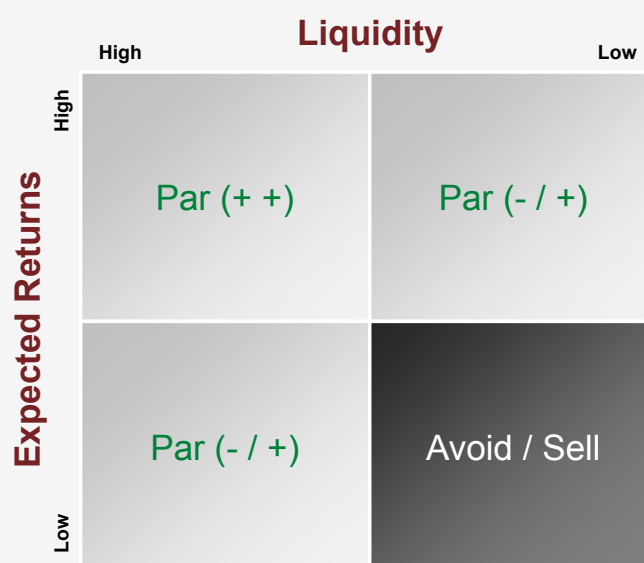 Liquidity
High
Low
Expected Returns
High
Par (+ +)
Par (- / +)
Low
Par (- / +)
Avoid / Sell